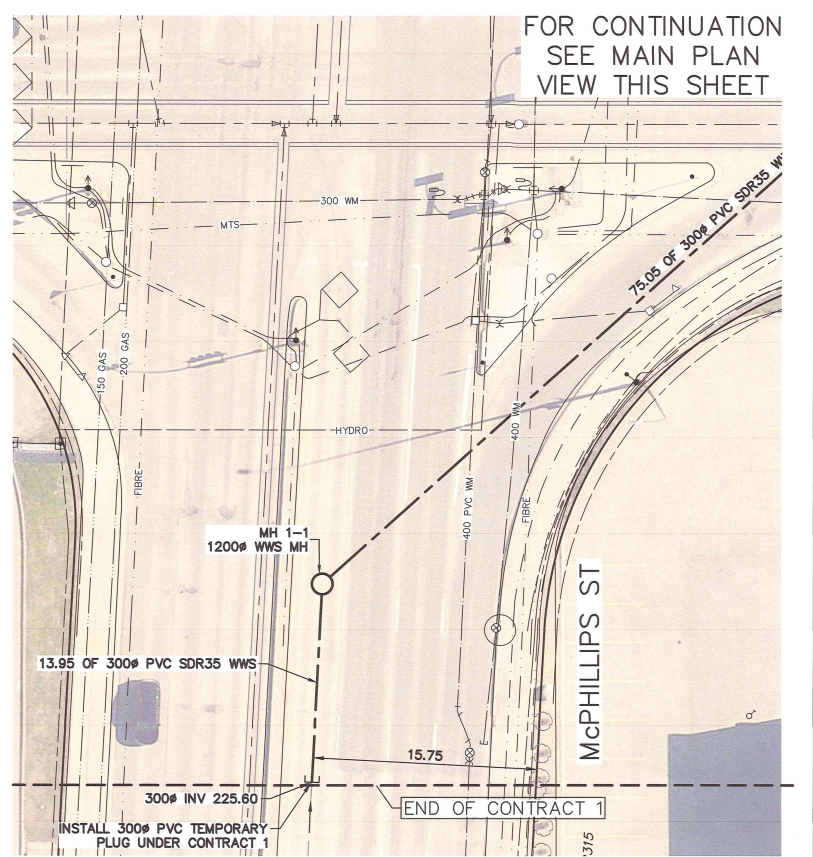 FOR CONTINUATION
SEE MAIN PLAN
VIEW THIS SHEET
300 WM
MTS
75.05 OF 300ø PVC SDR35
150 GAS
200 GAS
FIBRE
HYDRO
400 WM
400 PVC WM
FIBRE
MH 1-1
1200ø WWS MH
13.95 OF 300ø PVC SDR35 WWS
McPHILLIPS ST
15.75
300ø INV 225.60
END OF CONTRACT 1
INSTALL 300ø PVC TEMPORARY
PLUG UNDER CONTRACT 1